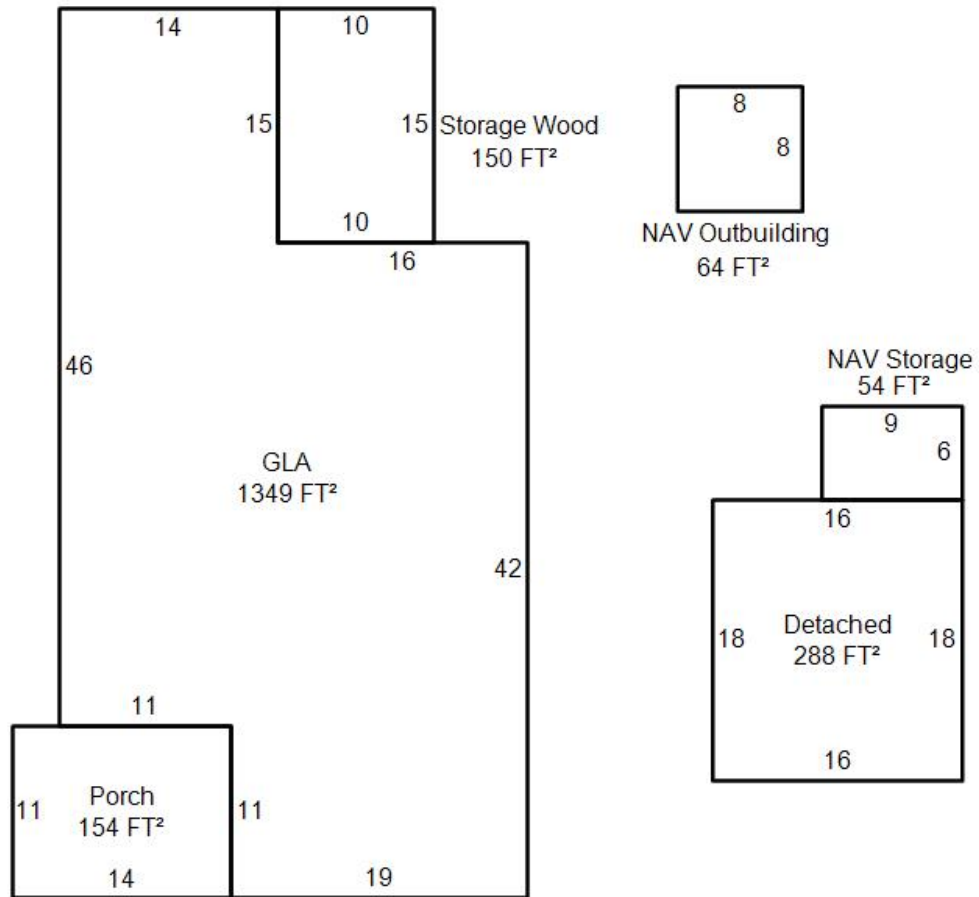 14
10
15
15
Storage Wood
150 FT²
10
16
8
8
NAV Outbuilding
64 FT²
46
NAV Storage
54 FT²
9
6
GLA
1349 FT²
42
16
18
Detached
288 FT²
18
16
11
Porch
154 FT²
11
11
14
19